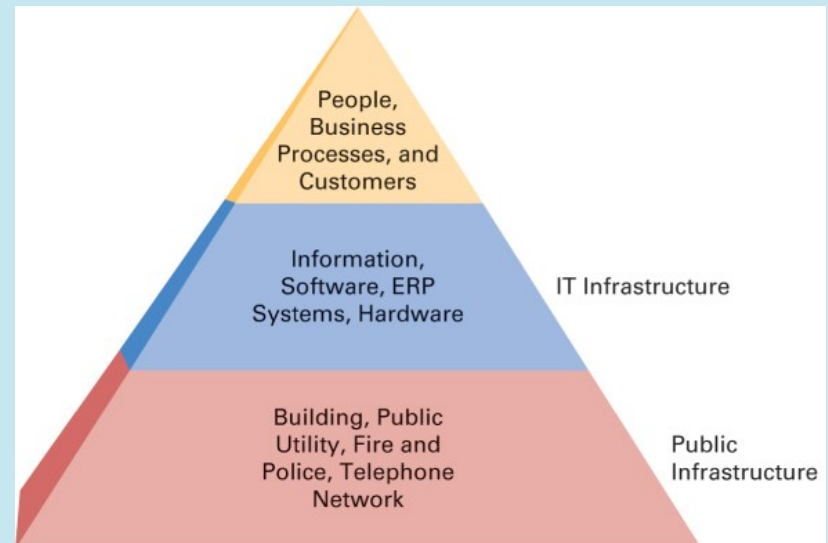 People,
Business
Processes, and
Customers
Information,
Software, ERP
Systems, Hardware
IT Infrastructure
Building, Public
Utility, Fire and
Police, Telephone
Network
Public
Infrastructure